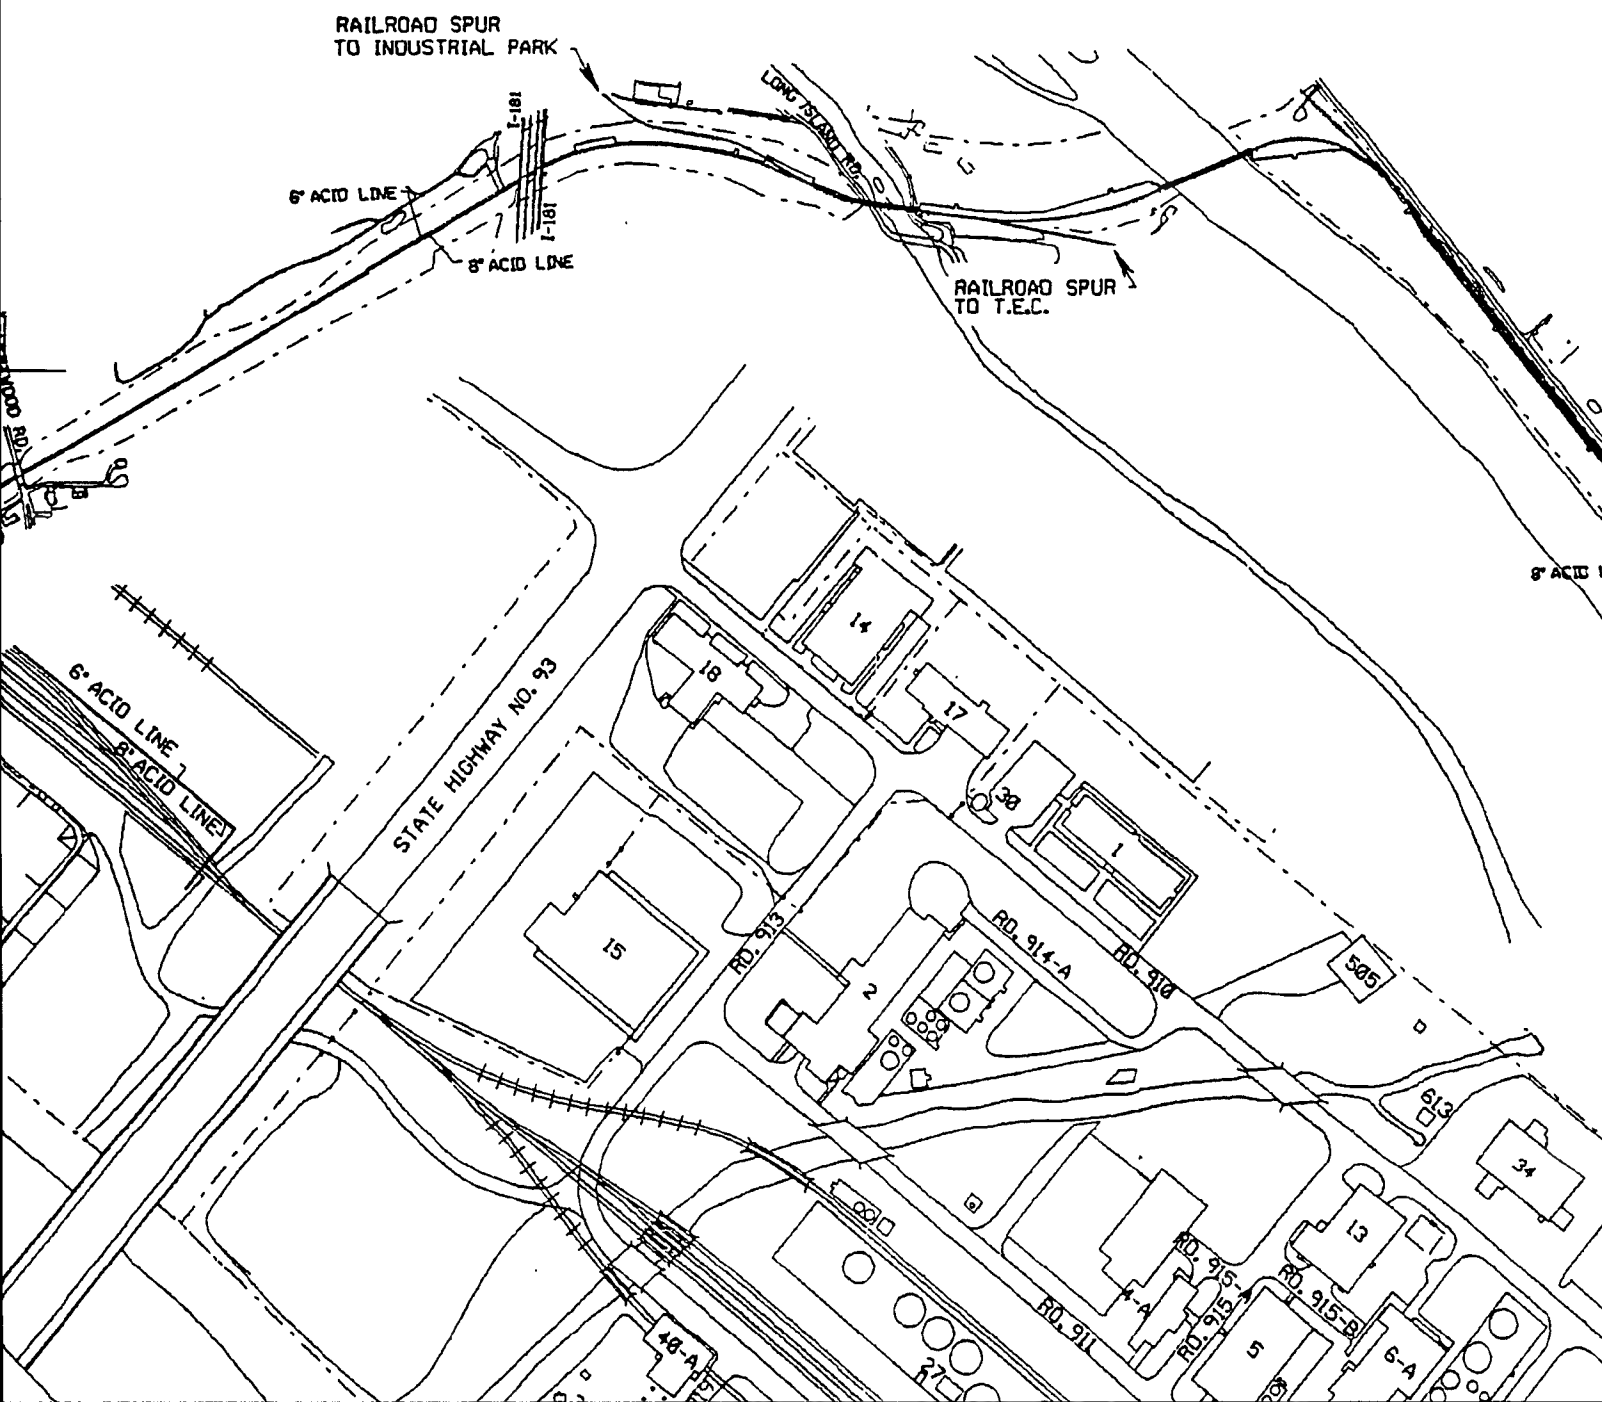 RAILROAD SPUR
TO INDUSTRIAL PARK
I-181
LONG ISLAND RD.
6" ACID LINE
I-181
8" ACID LINE
RAILROAD SPUR
TO T.E.C.
WOOD RD.
8" ACID
14
18
6" ACID LINE
8" ACID LINE
STATE HIGHWAY NO. 93
17
30
1
15
RD. 913
RD. 914-A
RD. 910
505
2
613
34
13
RD. 915-A
RD. 915-B
4-A
RD. 915
RD. 911
5
6-A
40-A
27